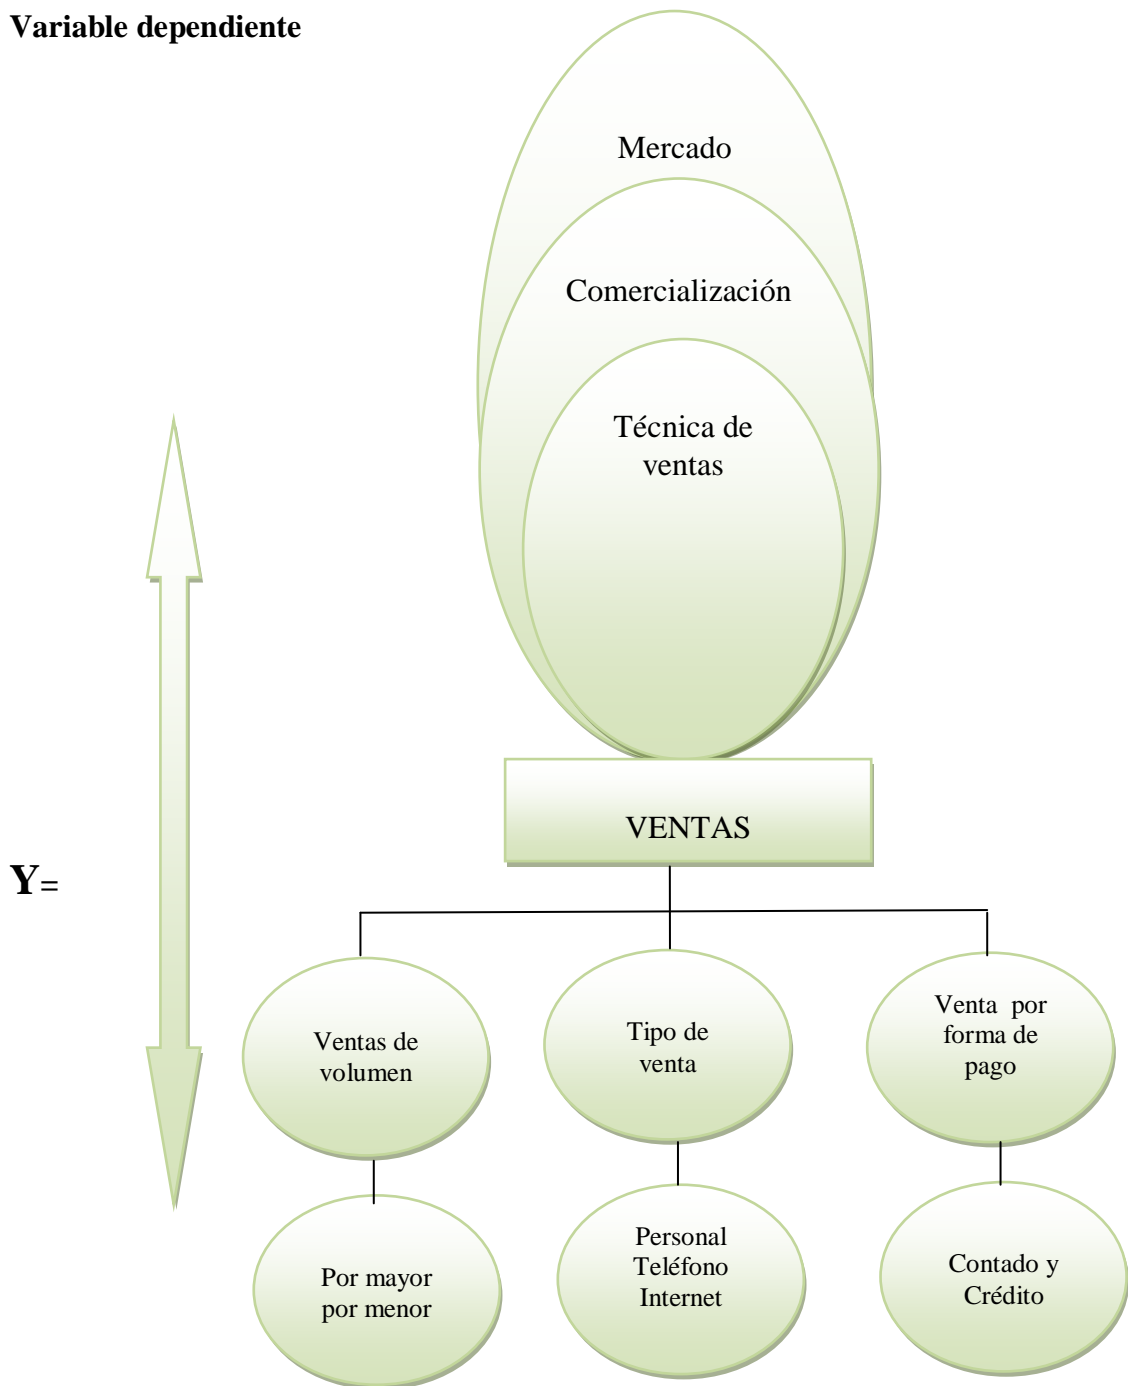 Variable dependiente
Mercado
Comercialización
Técnica de
ventas
VENTAS
Y=
Ventas de
volumen
Tipo de
venta
Venta por
forma de
pago
Por mayor
por menor
Personal
Teléfono
Internet
Contado y
Crédito